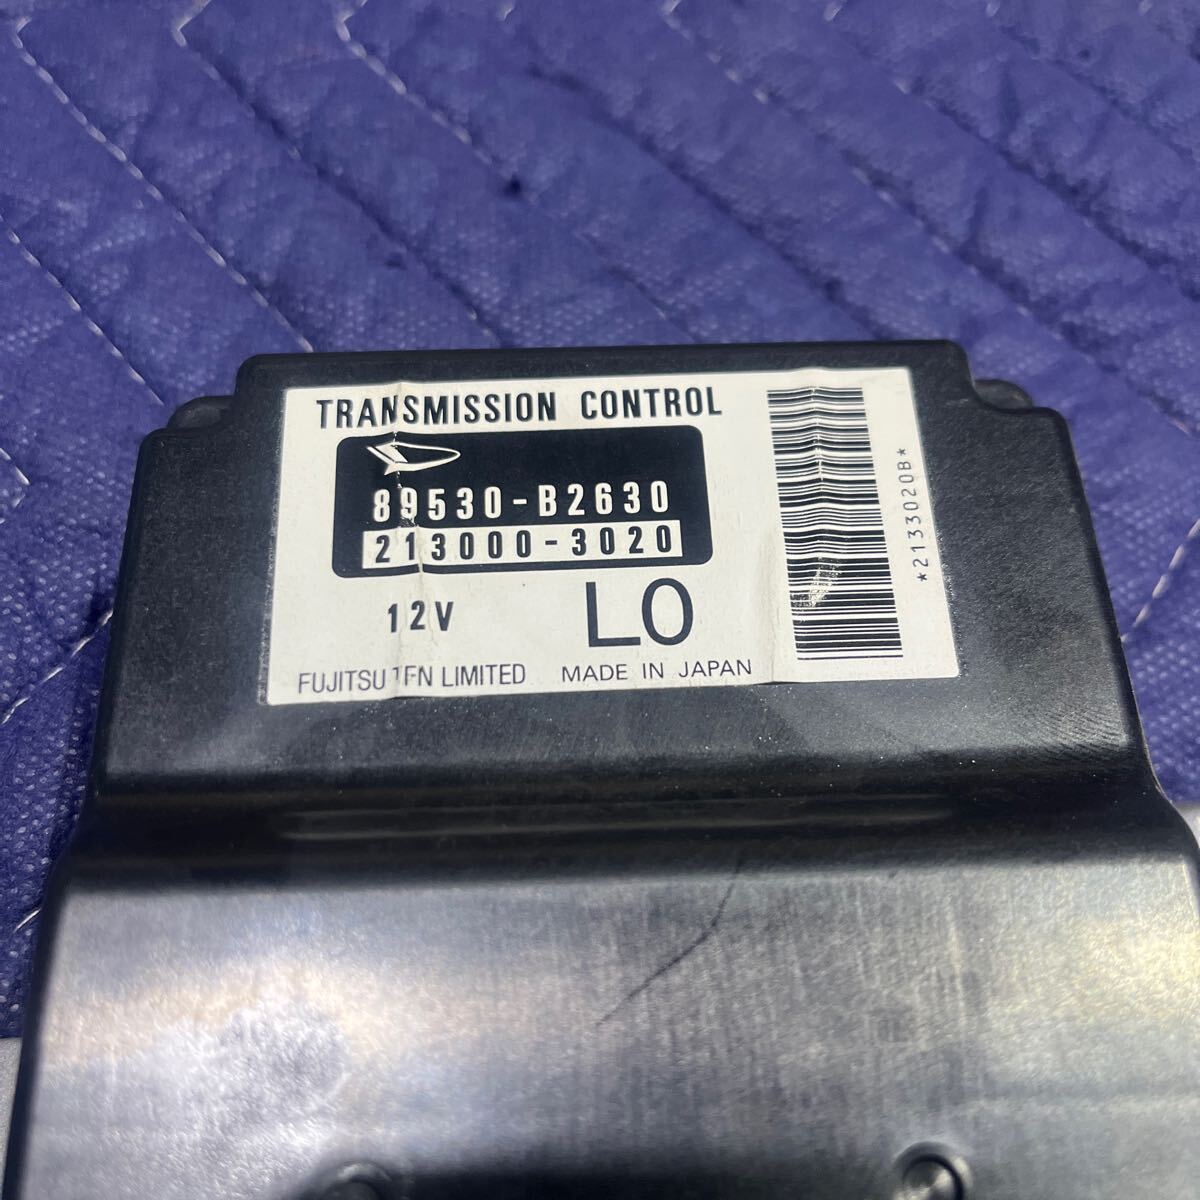 TRANSMISSION CONTROL
89530-B2630
213000-3020
12V
LO
FUJITSU TEN LIMITED
MADE IN JAPAN
*2133020B*